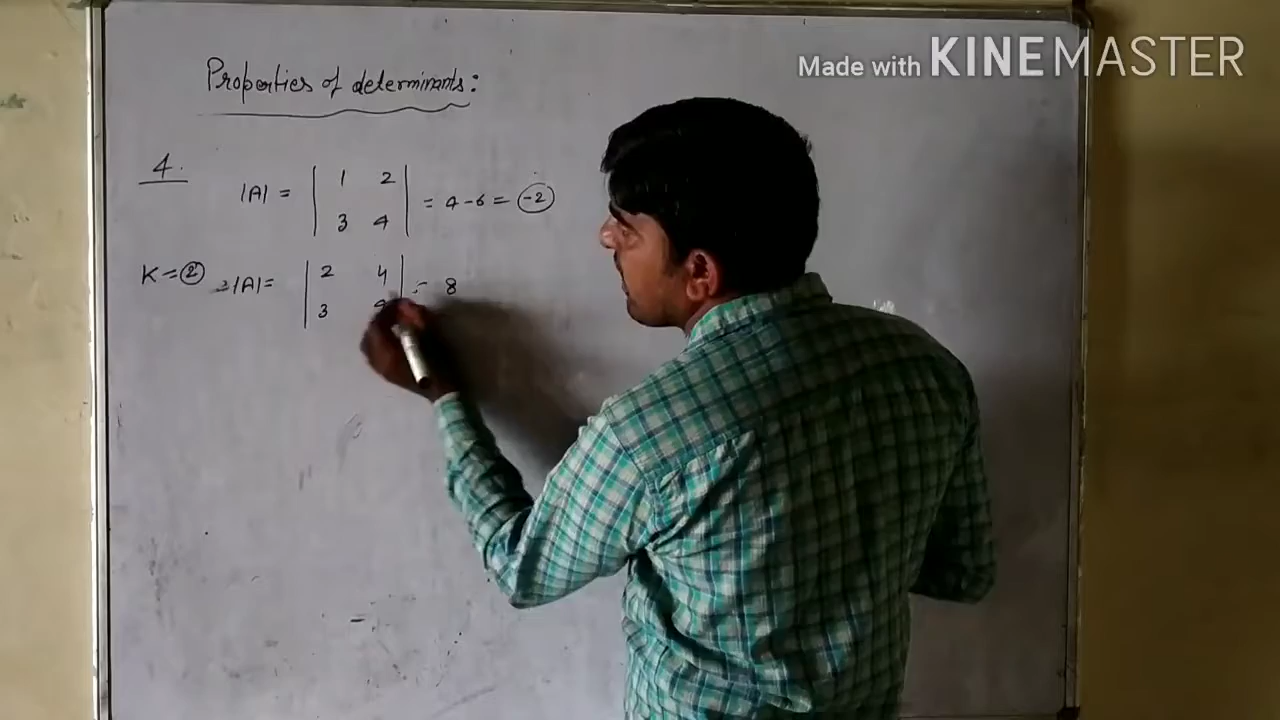 Made with KINEMASTER
Properties of determinants:
4.
|A| = | 1 2 | = 4 - 6 = -2
| 3 4 |
K = 2 2|A| = | 2 4 | = 8
| 3